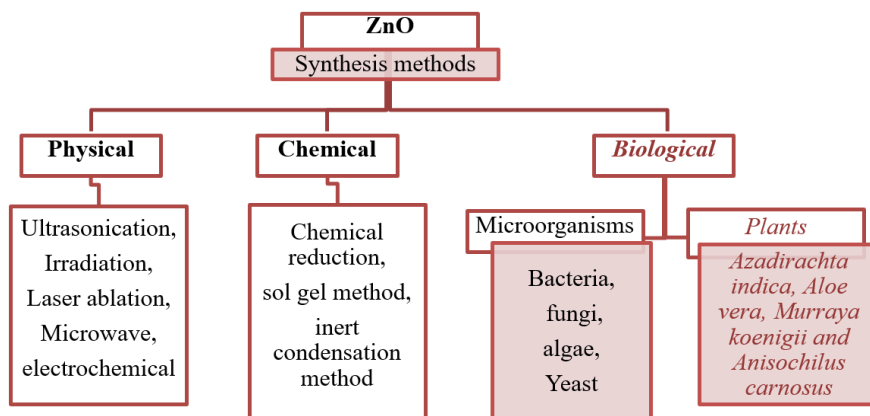 ZnO
Synthesis methods
Physical
Chemical
Biological
Ultrasonication,
Irradiation,
Laser ablation,
Microwave,
electrochemical
Chemical
reduction,
sol gel method,
inert
condensation
method
Microorganisms
Bacteria,
fungi,
algae,
Yeast
Plants
Azadirachta
indica, Aloe
vera, Murraya
koenigii and
Anisochilus
carnosus